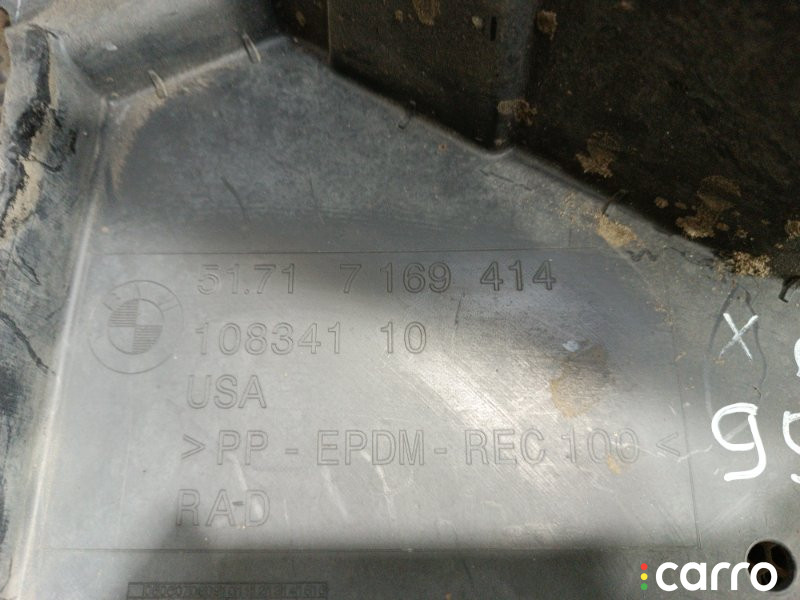 51.71 7 169 414
108341 10
USA
> PP - EPDM - REC 100 <
RAD
X
carro